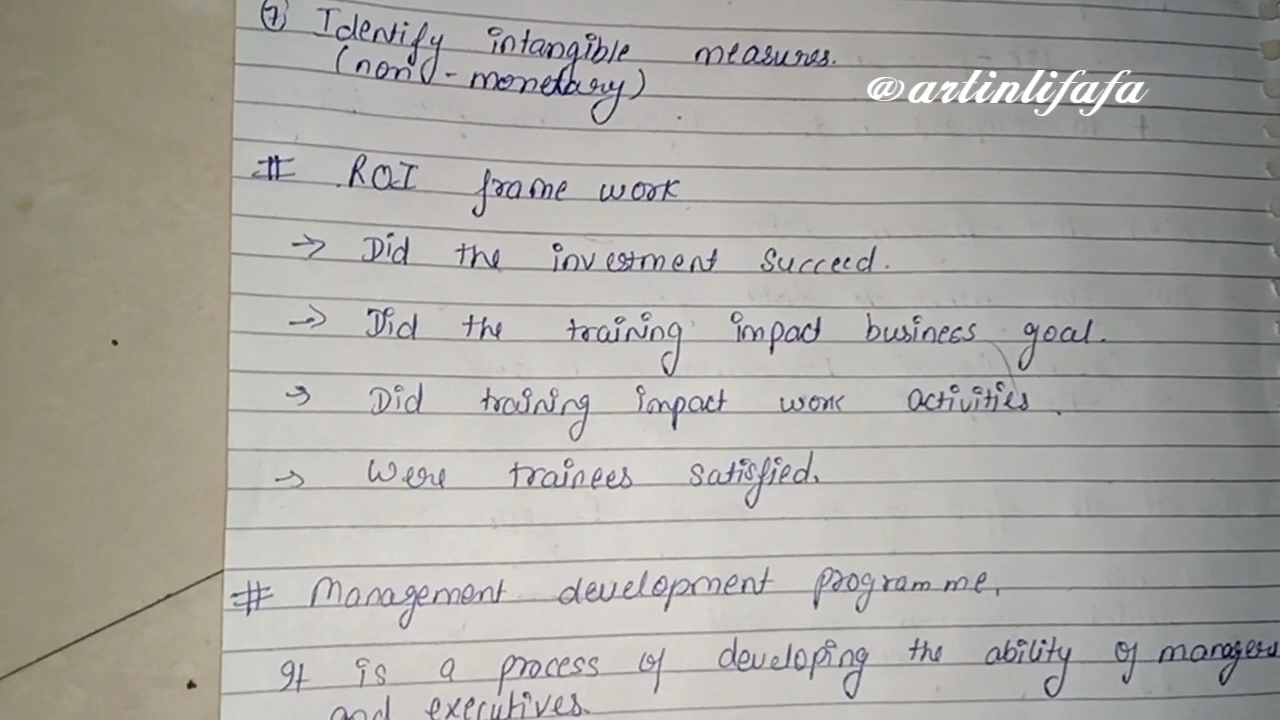 ⑦ Identify intangible measures.
(non-monetary)
@artinlifafa
# ROI frame work
→ Did the investment succeed.
→ Did the training impact business goal.
→ Did training impact work activities.
→ Were trainees satisfied.
# Management development programme.
It is a process of developing the ability of managers
and executives.